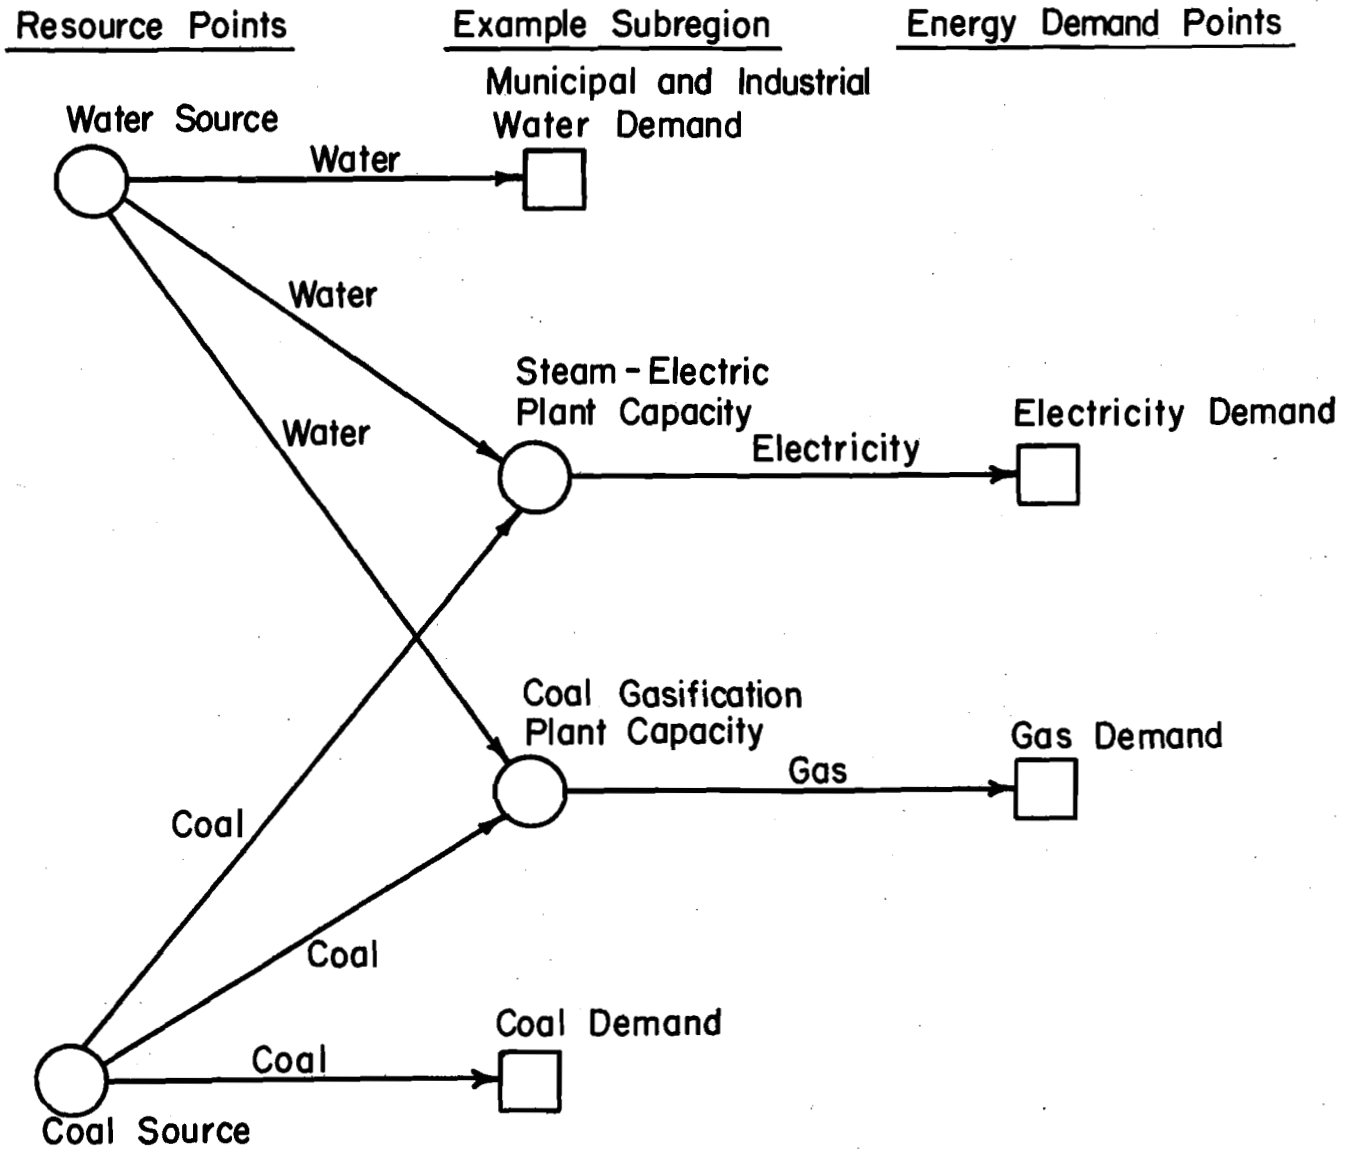 Resource Points
Example Subregion
Energy Demand Points
Municipal and Industrial
Water Demand
Water Source
Water
Water
Steam-Electric
Plant Capacity
Electricity Demand
Water
Electricity
Coal Gasification
Plant Capacity
Gas Demand
Gas
Coal
Coal
Coal Demand
Coal
Coal Source